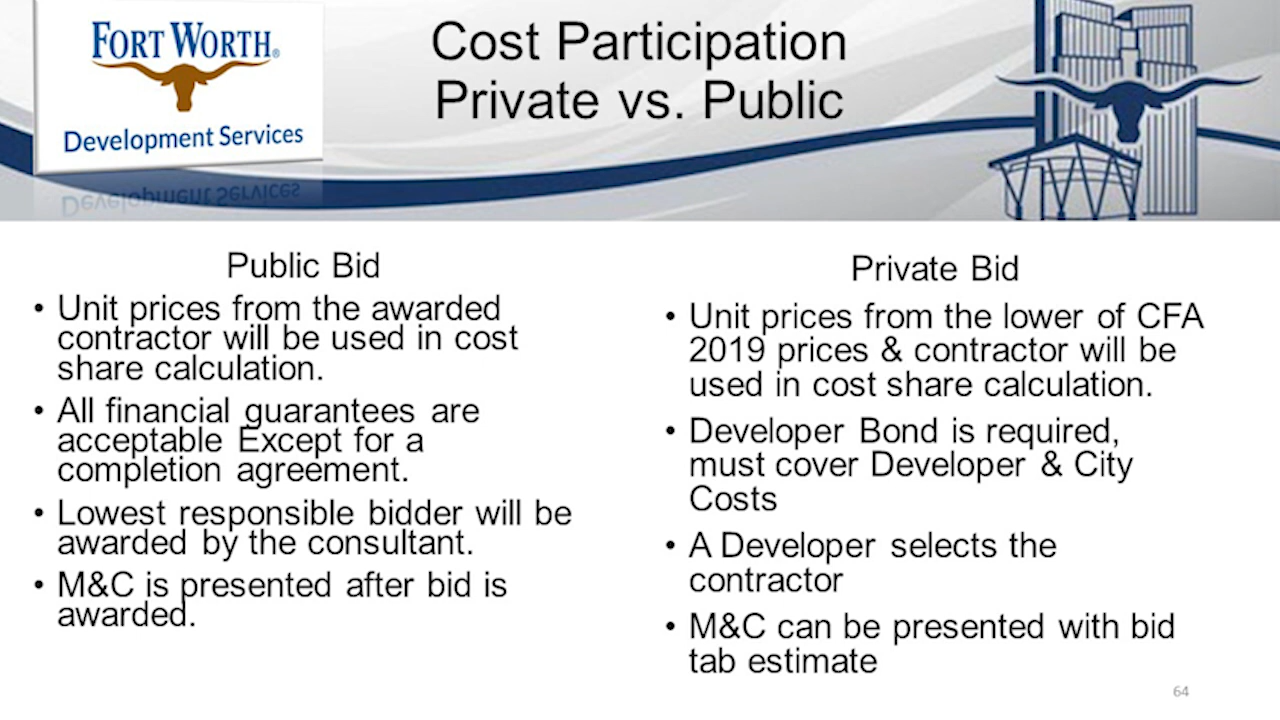 FORT WORTH®
Development Services
Development Services
Cost Participation
Private vs. Public
Public Bid
• Unit prices from the awarded
contractor will be used in cost
share calculation.
• All financial guarantees are
acceptable Except for a
completion agreement.
• Lowest responsible bidder will be
awarded by the consultant.
• M&C is presented after bid is
awarded.
Private Bid
• Unit prices from the lower of CFA
2019 prices & contractor will be
used in cost share calculation.
• Developer Bond is required,
must cover Developer & City
Costs
• A Developer selects the
contractor
• M&C can be presented with bid
tab estimate
64